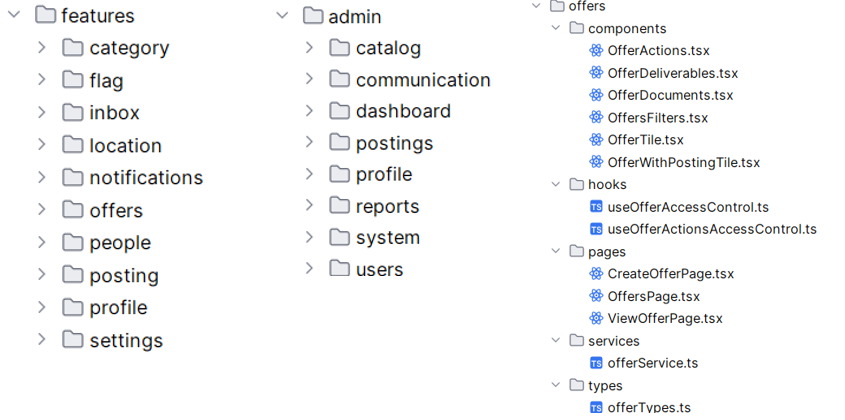 features
category
flag
inbox
location
notifications
offers
people
posting
profile
settings
admin
catalog
communication
dashboard
postings
profile
reports
system
users
offers
components
OfferActions.tsx
OfferDeliverables.tsx
OfferDocuments.tsx
OffersFilters.tsx
OfferTile.tsx
OfferWithPostingTile.tsx
hooks
TS useOfferAccessControl.ts
TS useOfferActionsAccessControl.ts
pages
CreateOfferPage.tsx
OffersPage.tsx
ViewOfferPage.tsx
services
TS offerService.ts
types
TS offerTypes.ts